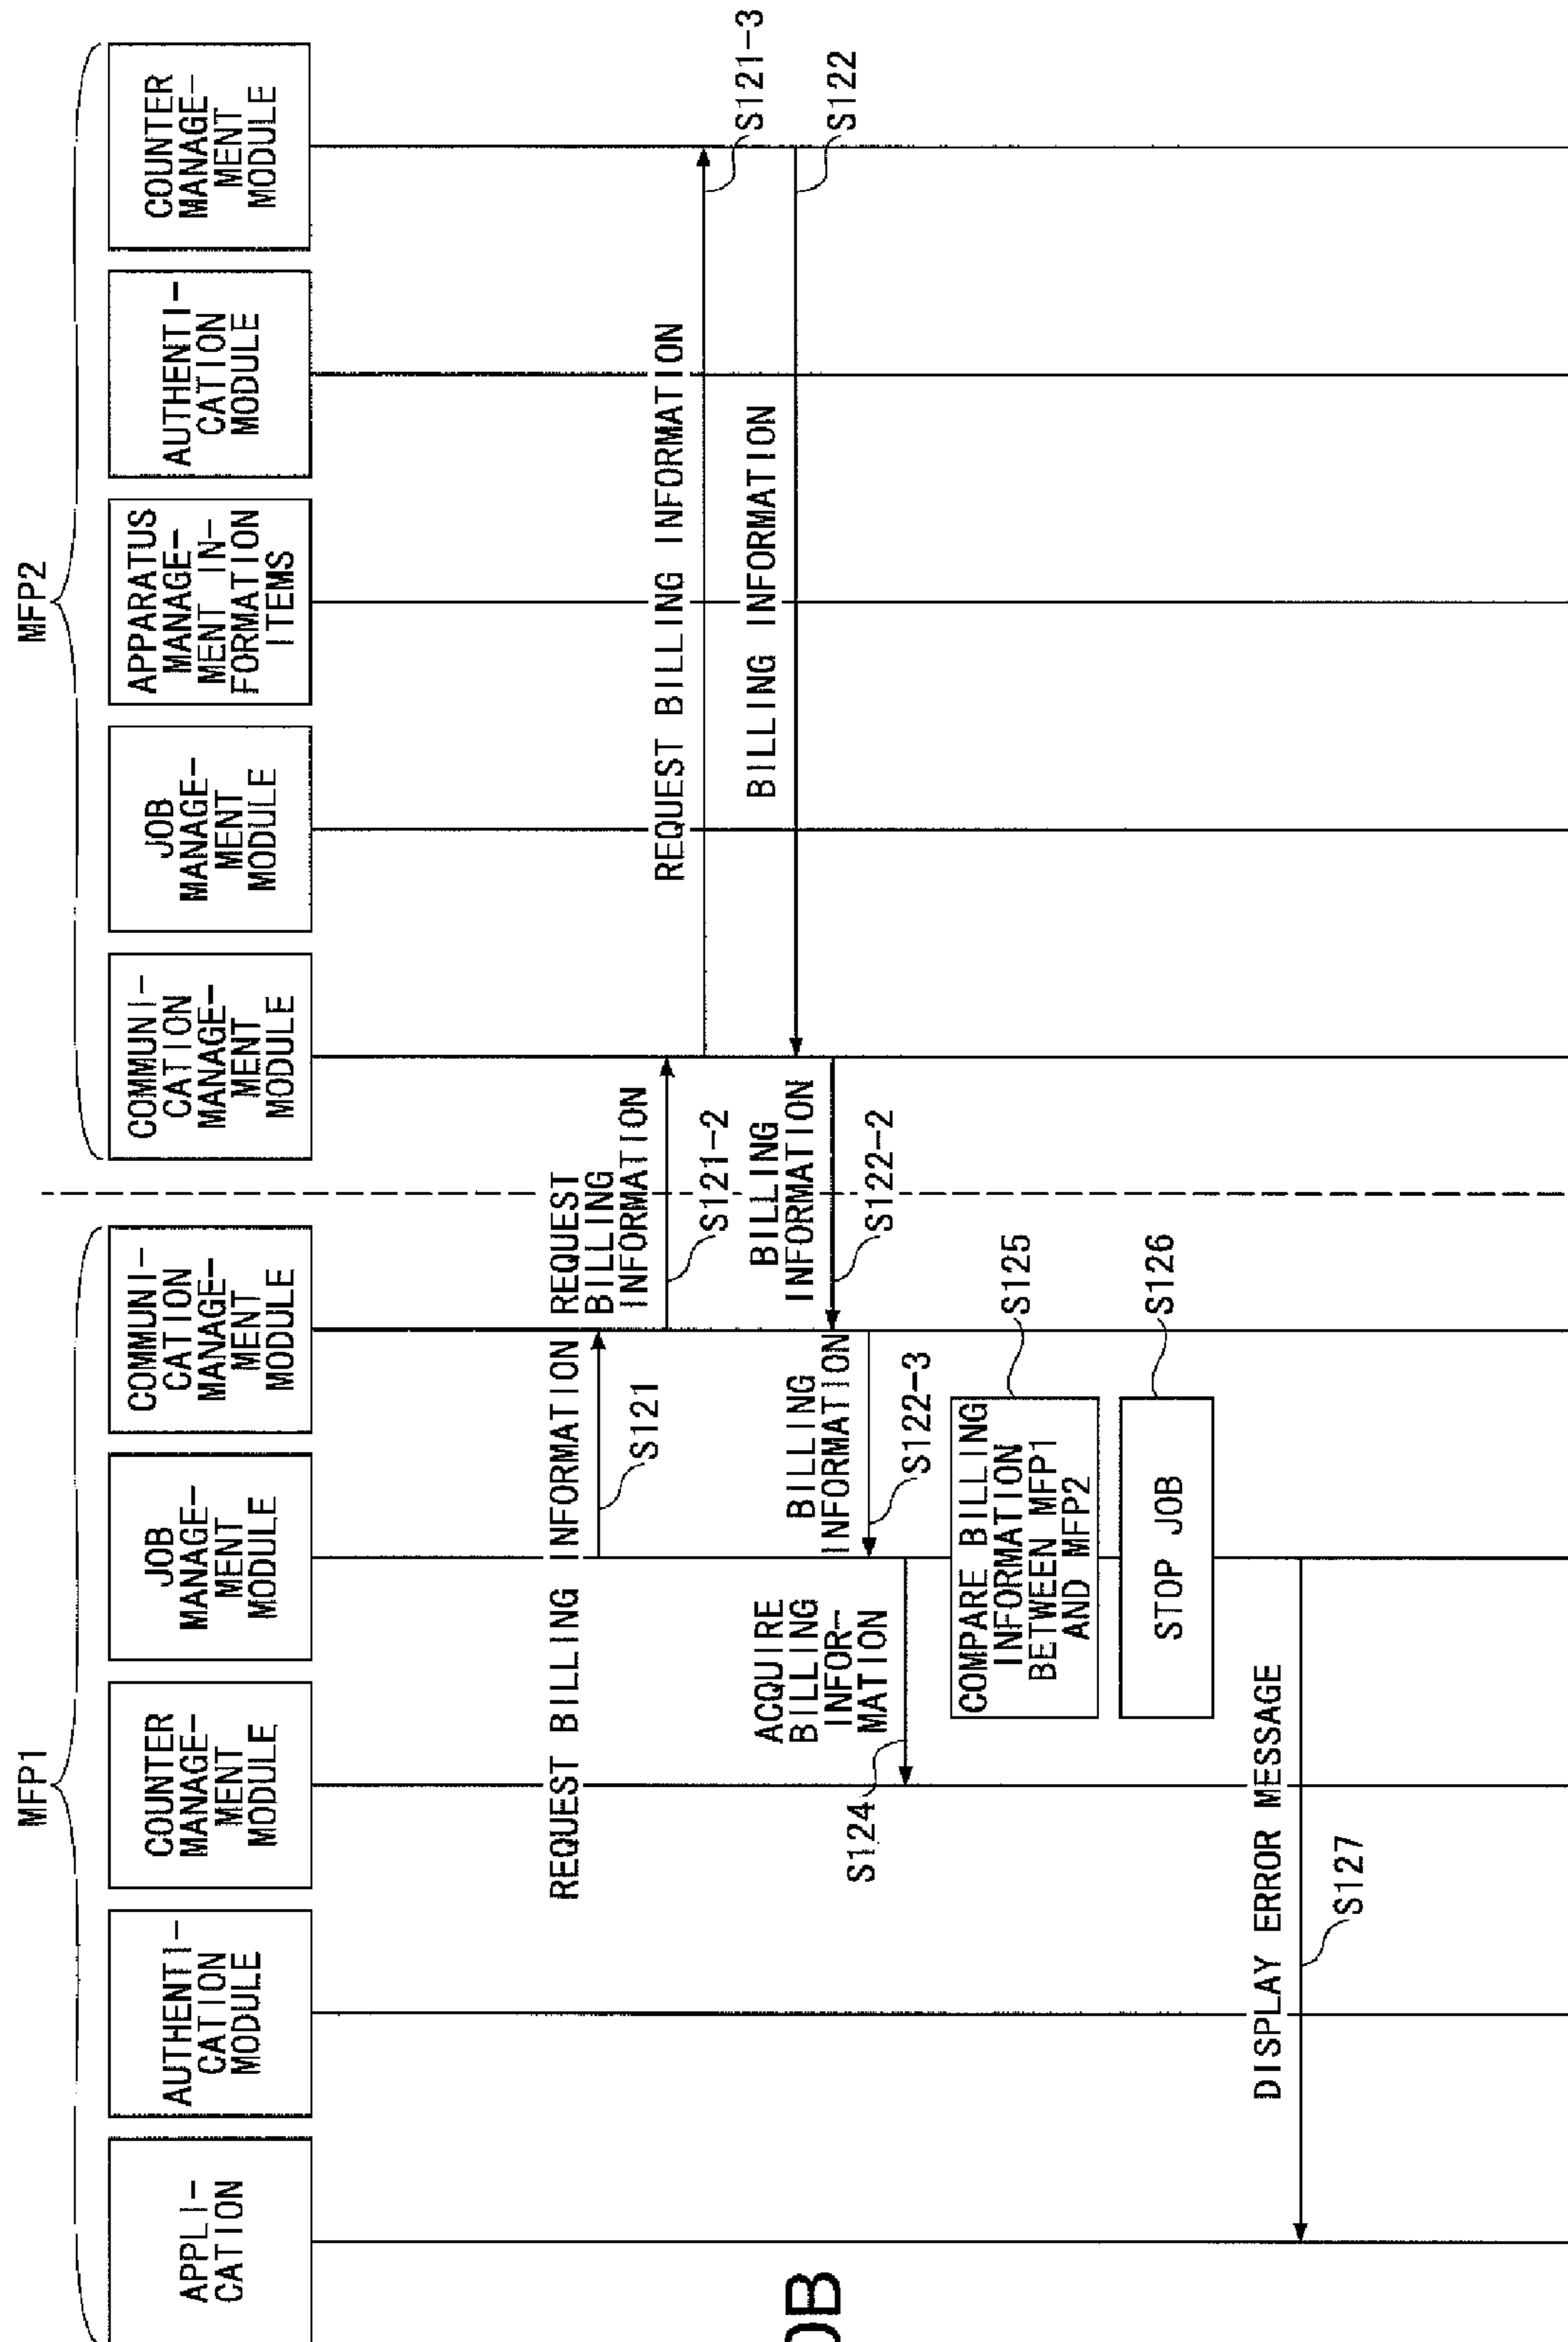 MFP1
MFP2
APPLI-
CATION
AUTHENTI-
CATION
MODULE
COUNTER
MANAGE-
MENT
MODULE
JOB
MANAGE-
MENT
MODULE
COMMUNI-
CATION
MANAGE-
MENT
MODULE
COMMUNI-
CATION
MANAGE-
MENT
MODULE
JOB
MANAGE-
MENT
MODULE
APPARATUS
MANAGE-
MENT IN-
FORMATION
ITEMS
AUTHENTI-
CATION
MODULE
COUNTER
MANAGE-
MENT
MODULE
REQUEST BILLING INFORMATION
S121
REQUEST
BILLING
INFORMATION
S121-2
REQUEST BILLING INFORMATION
S121-3
BILLING INFORMATION
S122
BILLING
INFORMATION
S122-2
BILLING
INFORMATION
S122-3
ACQUIRE
BILLING
INFOR-
MATION
S124
COMPARE BILLING
INFORMATION
BETWEEN MFP1
AND MFP2
S125
STOP JOB
S126
DISPLAY ERROR MESSAGE
S127